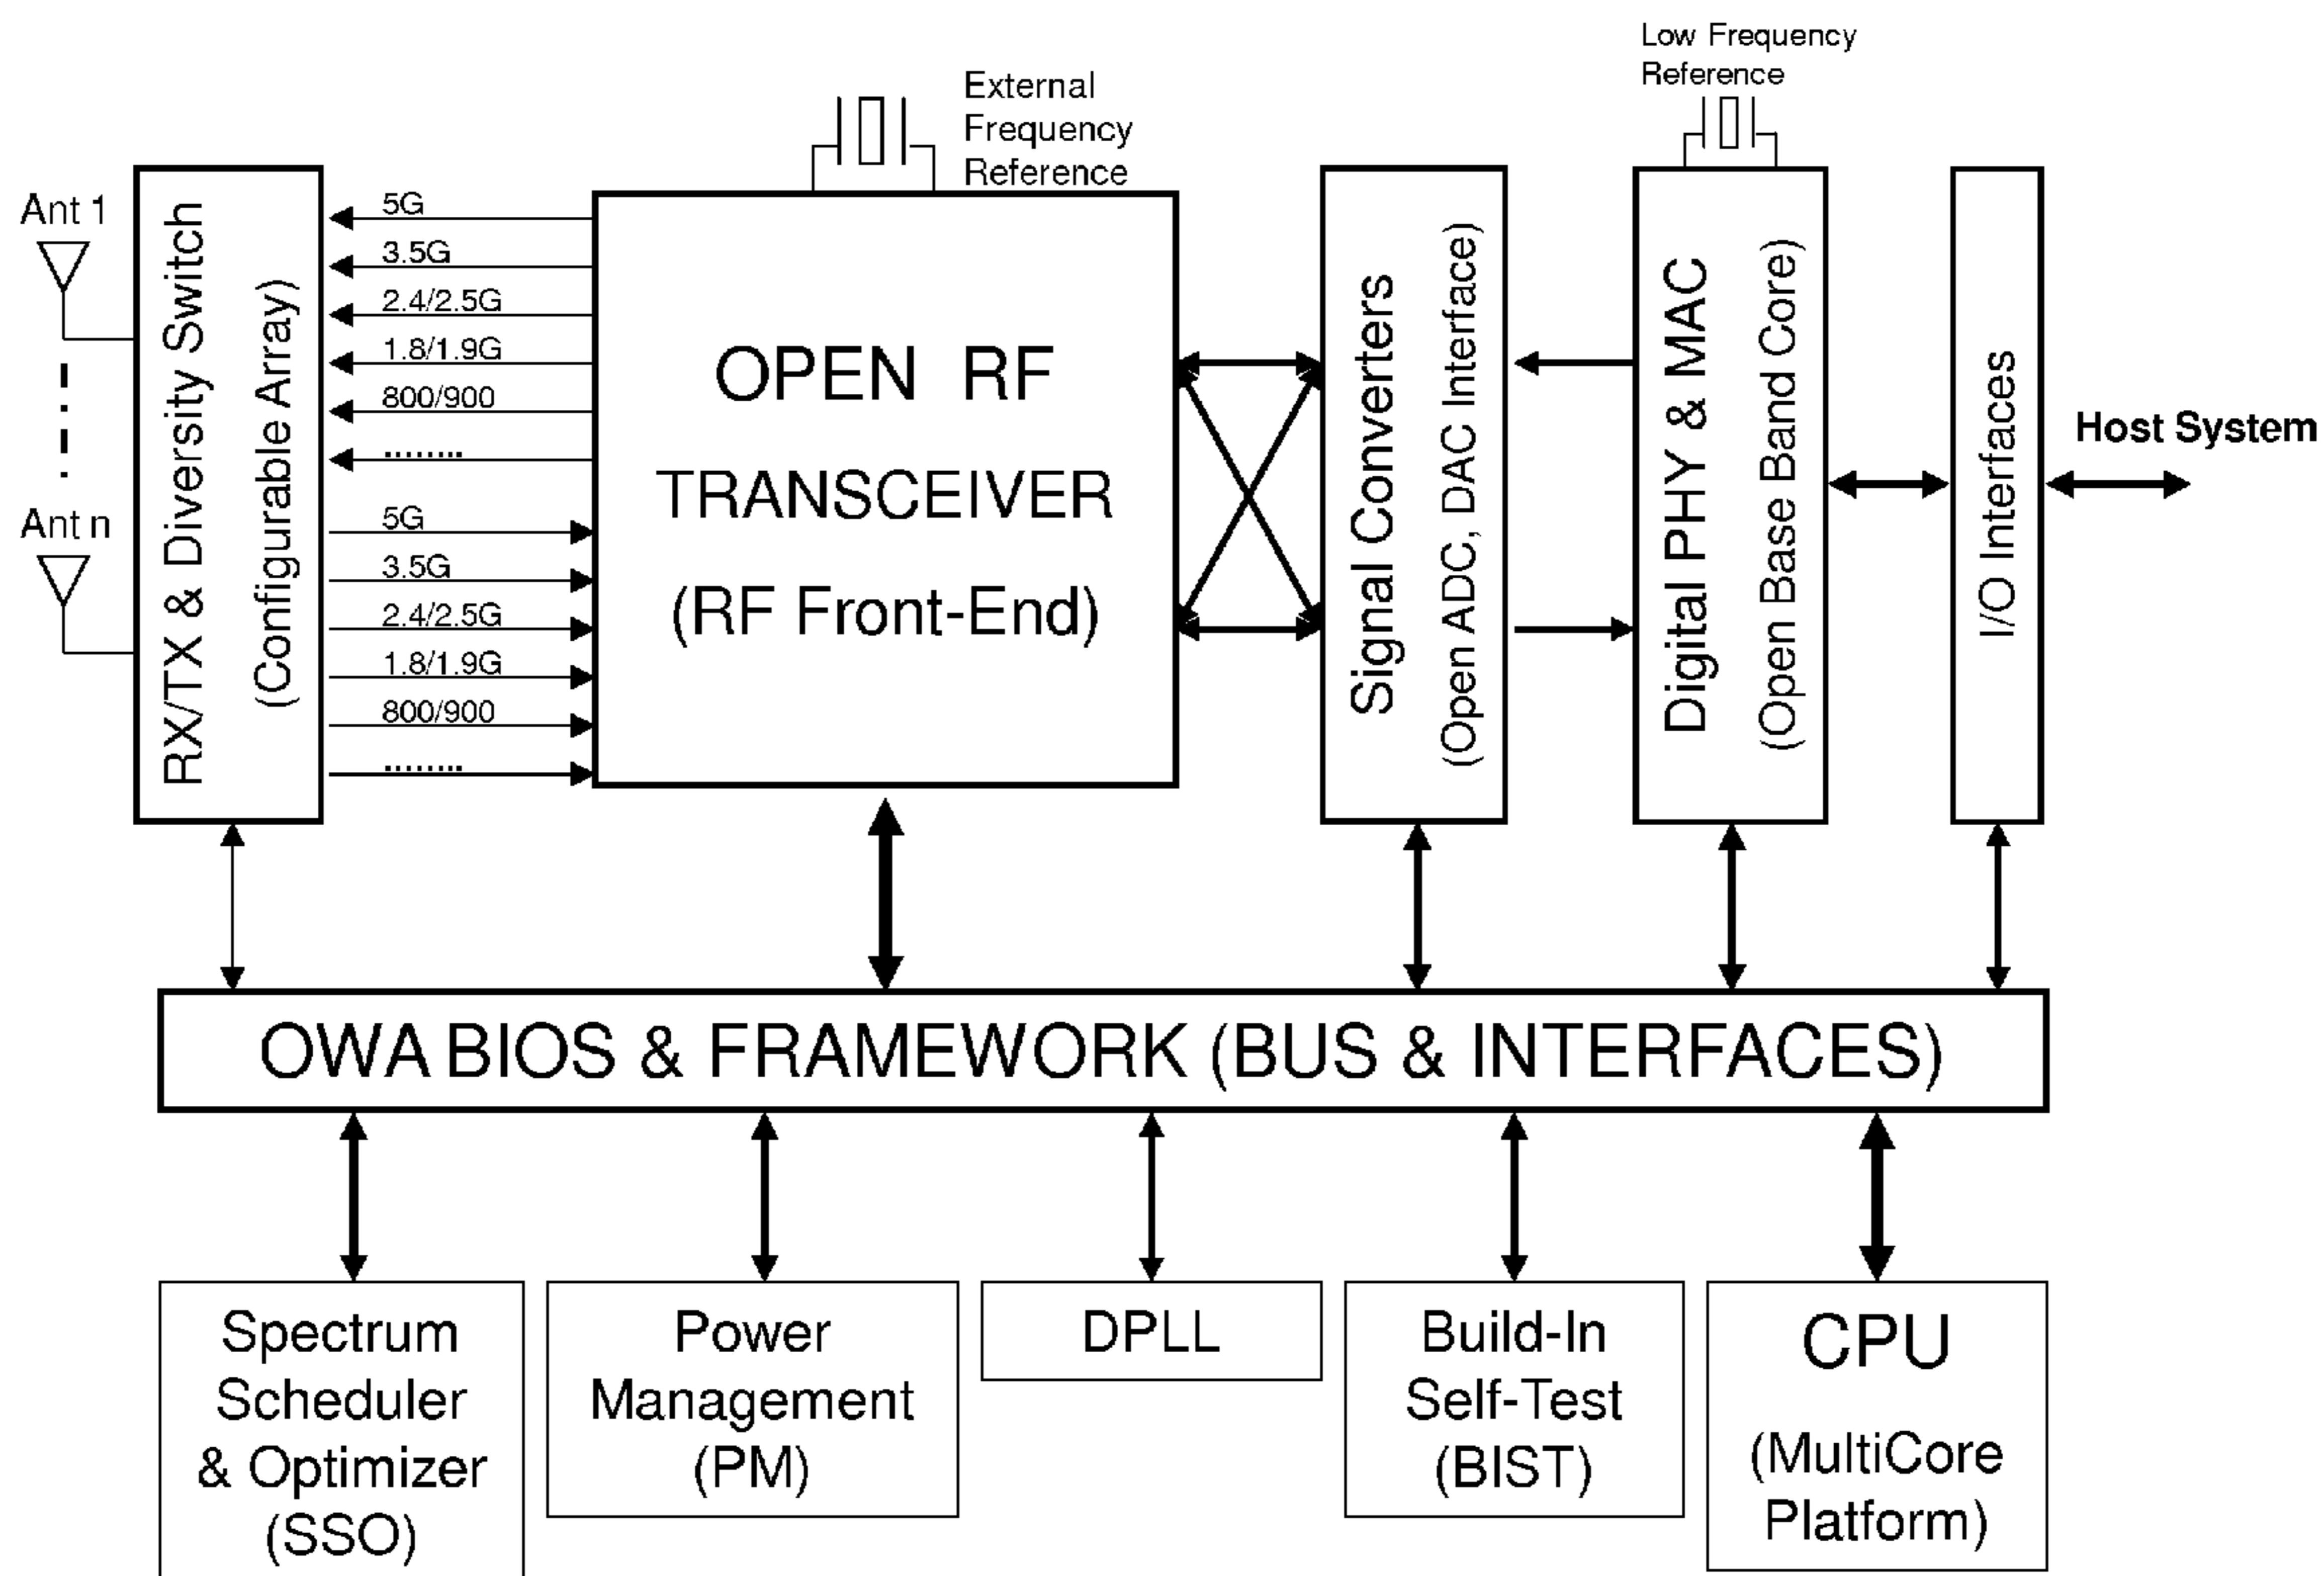 Low Frequency
Reference
External
Frequency
Reference
Ant 1
Ant n
RX/TX & Diversity Switch
(Configurable Array)
5G
3.5G
2.4/2.5G
1.8/1.9G
800/900
........
5G
3.5G
2.4/2.5G
1.8/1.9G
800/900
........
OPEN RF
TRANSCEIVER
(RF Front-End)
Signal Converters
(Open ADC, DAC Interface)
Digital PHY & MAC
(Open Base Band Core)
I/O Interfaces
Host System
OWA BIOS & FRAMEWORK (BUS & INTERFACES)
Spectrum
Scheduler
& Optimizer
(SSO)
Power
Management
(PM)
DPLL
Build-In
Self-Test
(BIST)
CPU
(MultiCore
Platform)